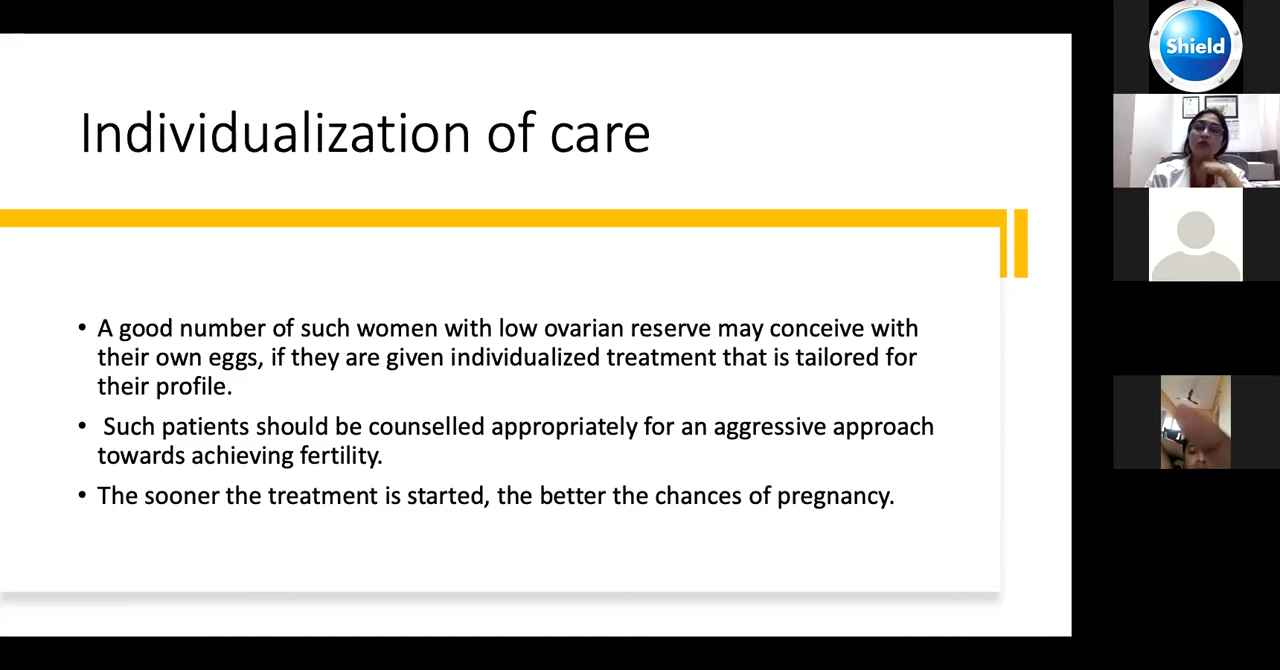 Individualization of care
• A good number of such women with low ovarian reserve may conceive with
their own eggs, if they are given individualized treatment that is tailored for
their profile.
• Such patients should be counselled appropriately for an aggressive approach
towards achieving fertility.
• The sooner the treatment is started, the better the chances of pregnancy.
Shield